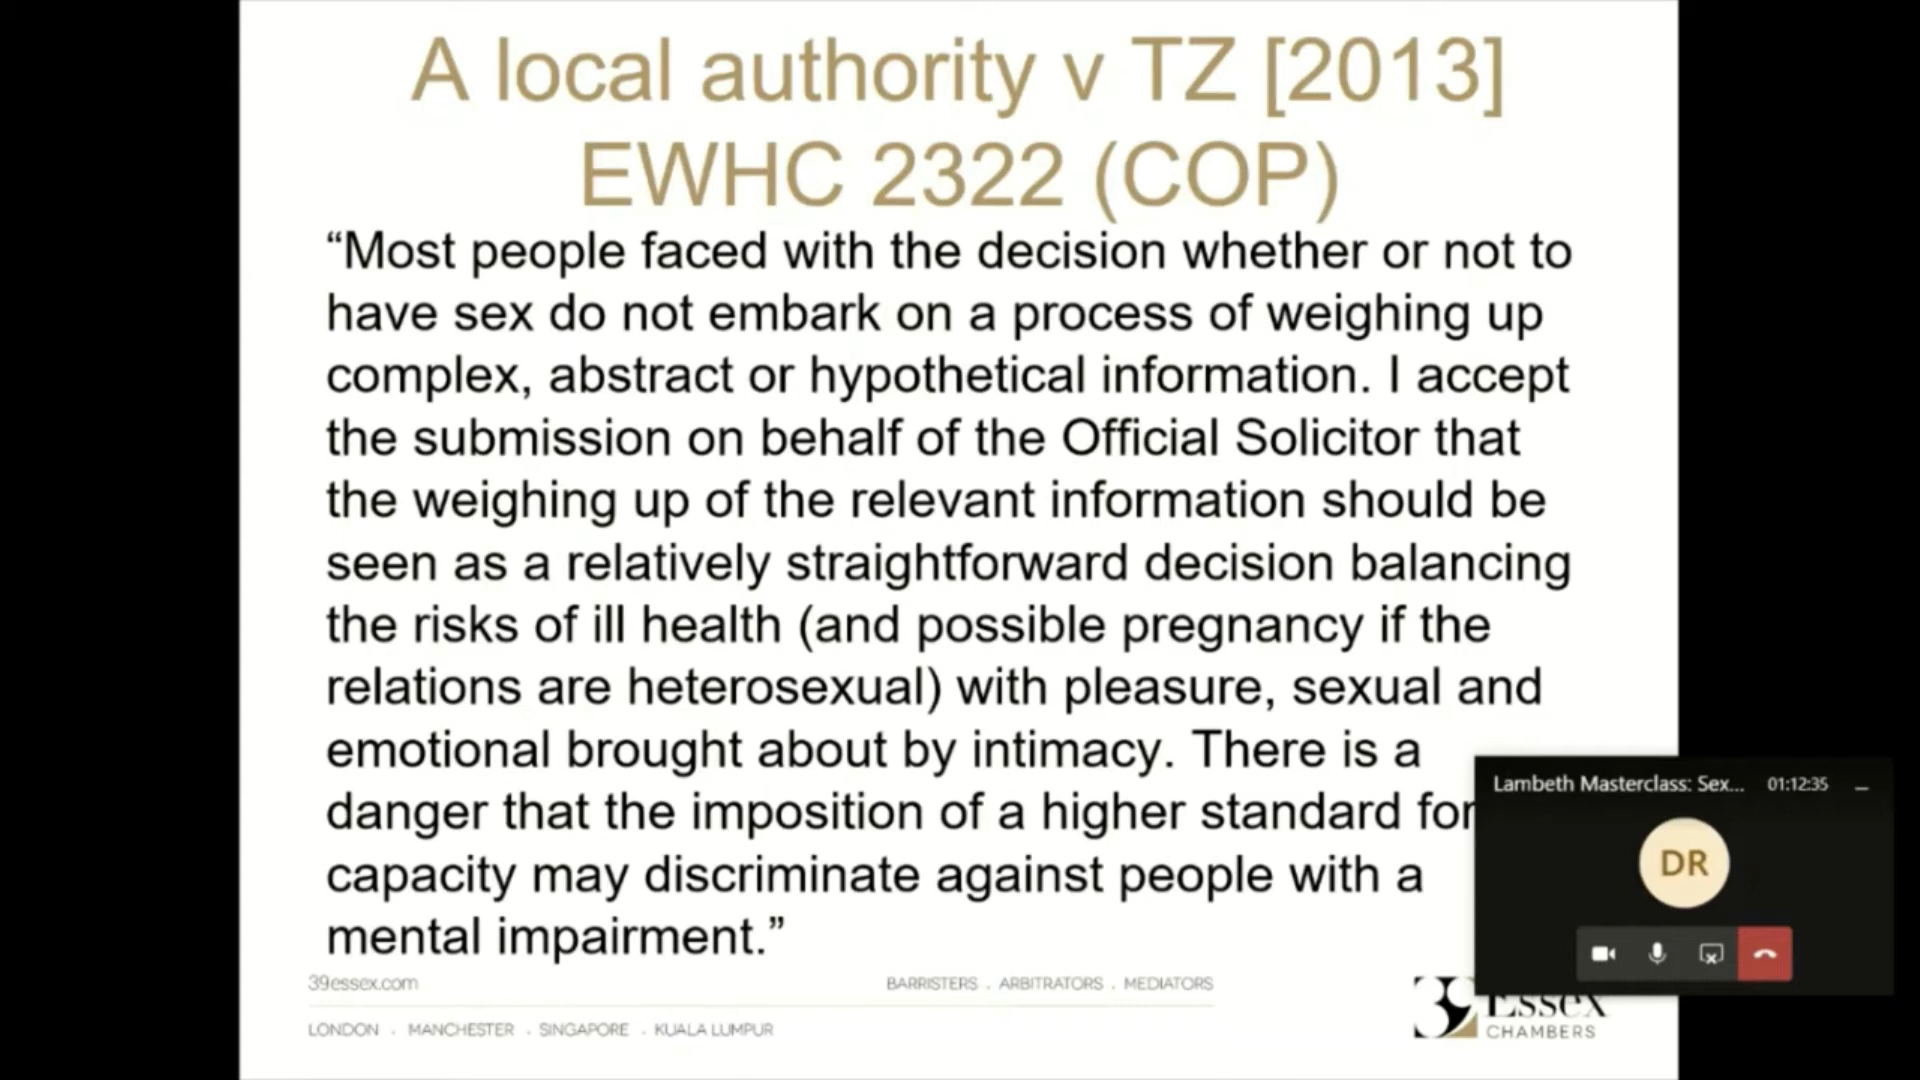 A local authority v TZ [2013]
EWHC 2322 (COP)
“Most people faced with the decision whether or not to
have sex do not embark on a process of weighing up
complex, abstract or hypothetical information. I accept
the submission on behalf of the Official Solicitor that
the weighing up of the relevant information should be
seen as a relatively straightforward decision balancing
the risks of ill health (and possible pregnancy if the
relations are heterosexual) with pleasure, sexual and
emotional brought about by intimacy. There is a
danger that the imposition of a higher standard for
capacity may discriminate against people with a
mental impairment.”
Lambeth Masterclass: Sex... 01:12:35
DR
39essex.com
BARRISTERS . ARBITRATORS . MEDIATORS
LONDON . MANCHESTER . SINGAPORE . KUALA LUMPUR
39 Essex
CHAMBERS